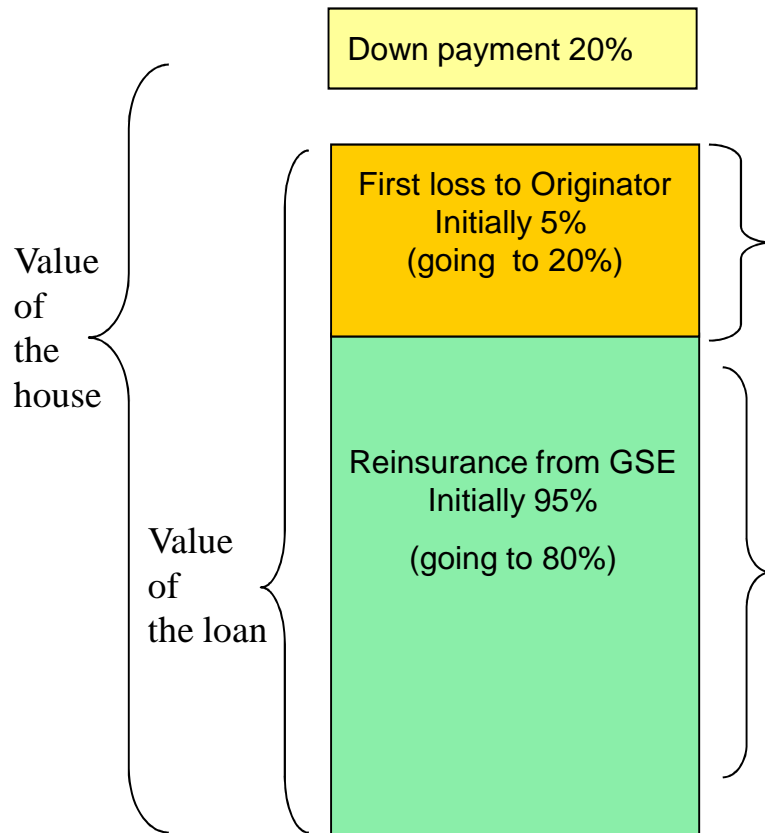 Down payment 20%
First loss to Originator
Initially 5%
(going to 20%)
Value
of
the
house
Reinsurance from GSE
Initially 95%
(going to 80%)
Value
of
the loan